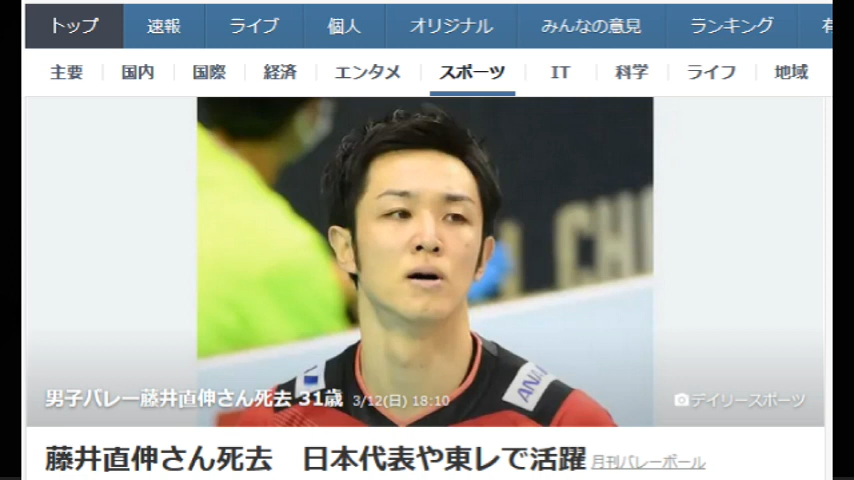 トップ 速報 ライブ 個人 オリジナル みんなの意見 ランキング 有
主要 国内 国際 経済 エンタメ スポーツ IT 科学 ライフ 地域
CH
ANA
男子バレー藤井直伸さん死去 31歳 3/12(日) 18:10 デイリースポーツ
藤井直伸さん死去 日本代表や東レで活躍 月刊バレーボール